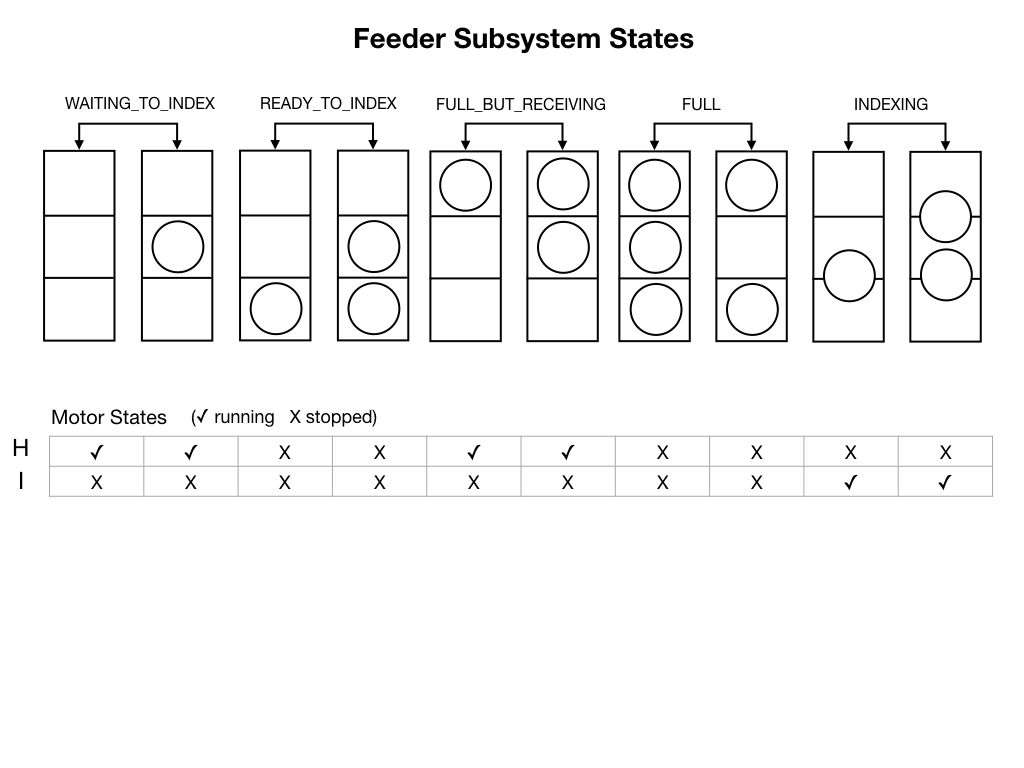 Feeder Subsystem States
WAITING_TO_INDEX READY_TO_INDEX FULL_BUT_RECEIVING FULL INDEXING
Motor States (✓ running X stopped)
H ✓ ✓ X X ✓ ✓ X X X X
I X X X X X X X X ✓ ✓